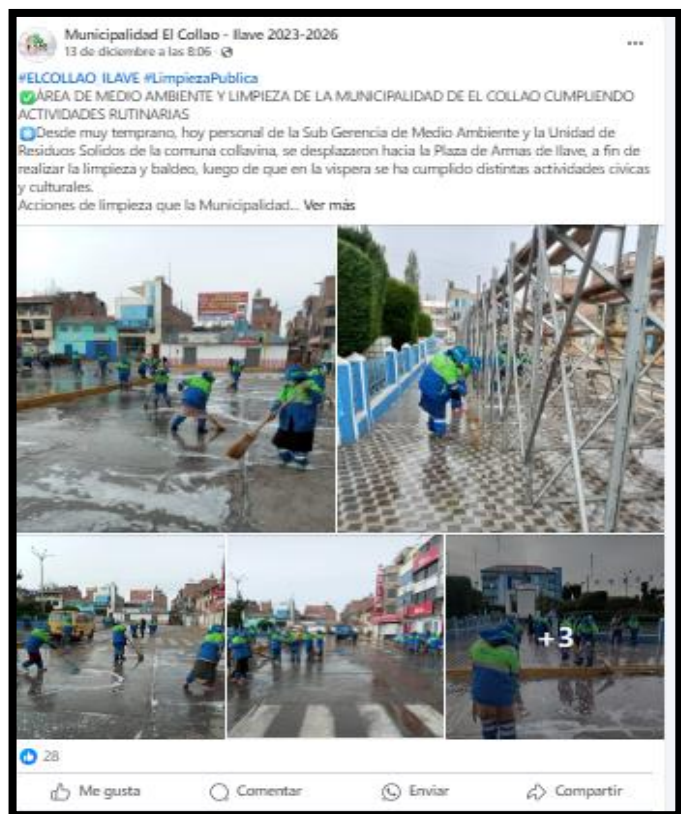 Municipalidad El Collao - Ilave 2023-2026
13 de diciembre a las 8:06 ·
#ELCOLLAO_ILAVE #LimpiezaPublica
ÁREA DE MEDIO AMBIENTE Y LIMPIEZA DE LA MUNICIPALIDAD DE EL COLLAO CUMPLIENDO
ACTIVIDADES RUTINARIAS
Desde muy temprano, hoy personal de la Sub Gerencia de Medio Ambiente y la Unidad de
Residuos Solidos de la comuna collavina, se desplazaron hacia la Plaza de Armas de Ilave, a fin de
realizar la limpieza y baldeo, luego de que en la vispera se ha cumplido distintas actividades civicas
y culturales.
Acciones de limpieza que la Municipalidad... Ver más
+3
28
Me gusta
Comentar
Enviar
Compartir